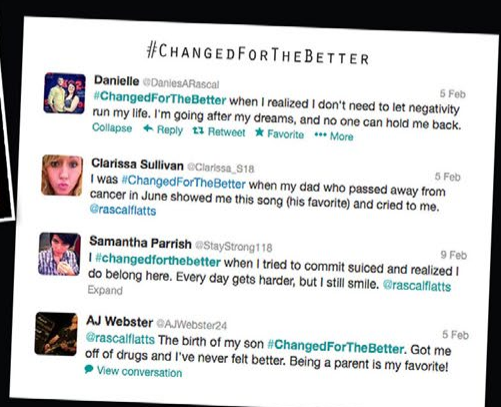 #CHANGEDFORTHEBETTER
Danielle @DaniesARascal
5 Feb
#ChangedForTheBetter when I realized I don't need to let negativity
run my life. I'm going after my dreams, and no one can hold me back.
Collapse Reply Retweet Favorite ••• More
Clarissa Sullivan @Clarissa_S18
5 Feb
I was #ChangedForTheBetter when my dad who passed away from
cancer in June showed me this song (his favorite) and cried to me.
@rascalflatts
Samantha Parrish @StayStrong118
9 Feb
I #changedforthebetter when I tried to commit suiced and realized I
do belong here. Every day gets harder, but I still smile. @rascalflatts
Expand
AJ Webster @AJWebster24
5 Feb
@rascalflatts The birth of my son #ChangedForTheBetter. Got me
off of drugs and I've never felt better. Being a parent is my favorite!
View conversation